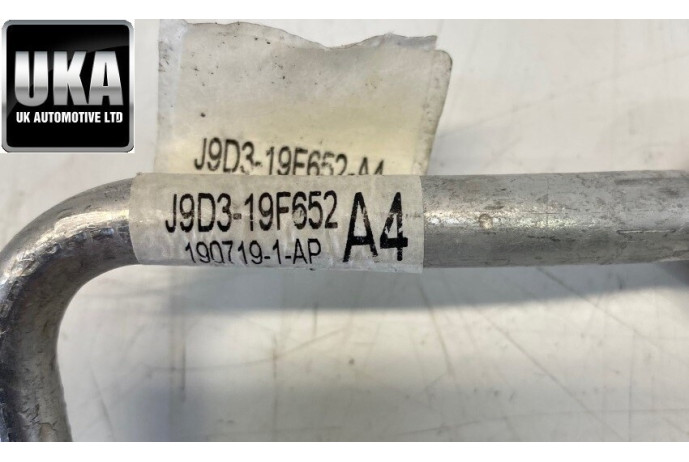 UKA
UK AUTOMOTIVE LTD
J9D3-19F652-A4
J9D3-19F652 A4
190719-1-AP